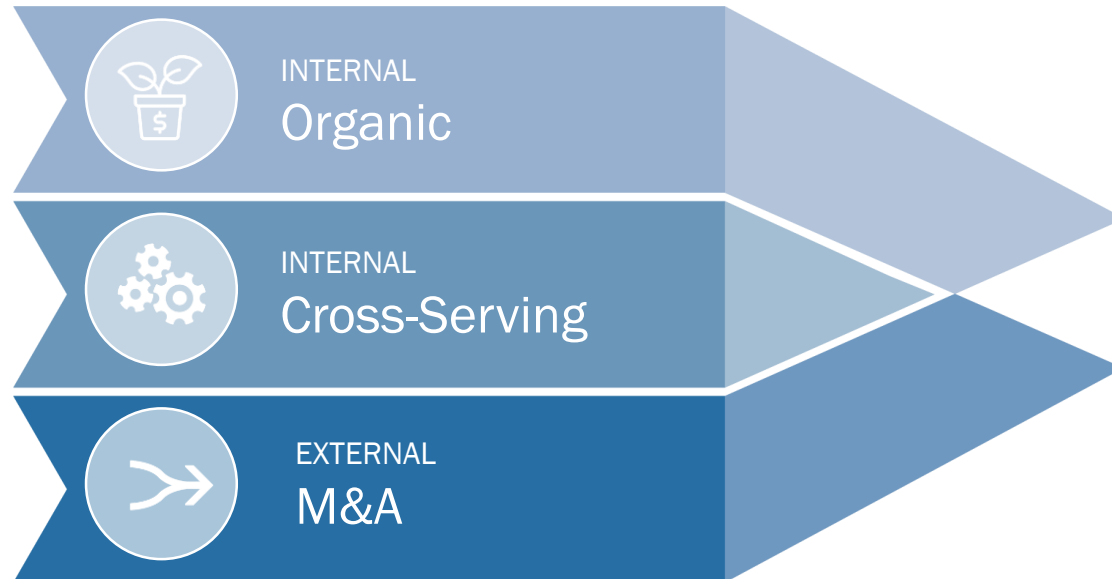 INTERNAL
Organic
$
INTERNAL
Cross-Serving
EXTERNAL
M&A